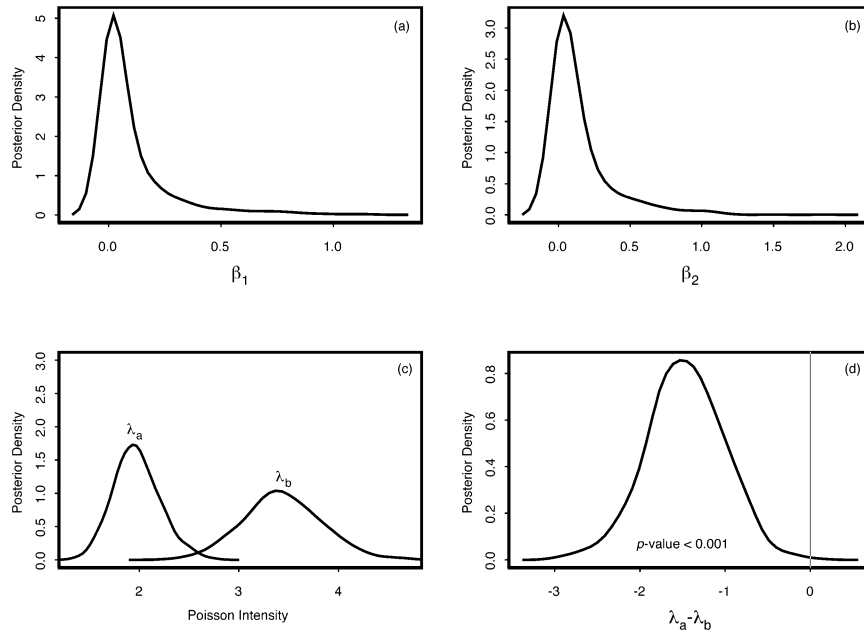 (a)
Posterior Density
5
4
3
2
1
0
0.0 0.5 1.0
β1
(b)
Posterior Density
3.0
2.5
2.0
1.5
1.0
0.5
0.0
0.0 0.5 1.0 1.5 2.0
β2
(c)
Posterior Density
3.0
2.5
2.0
1.5
1.0
0.5
0.0
λa
λb
2 3 4
Poisson Intensity
(d)
Posterior Density
0.8
0.6
0.4
0.2
0.0
p-value < 0.001
-3 -2 -1 0
λa-λb